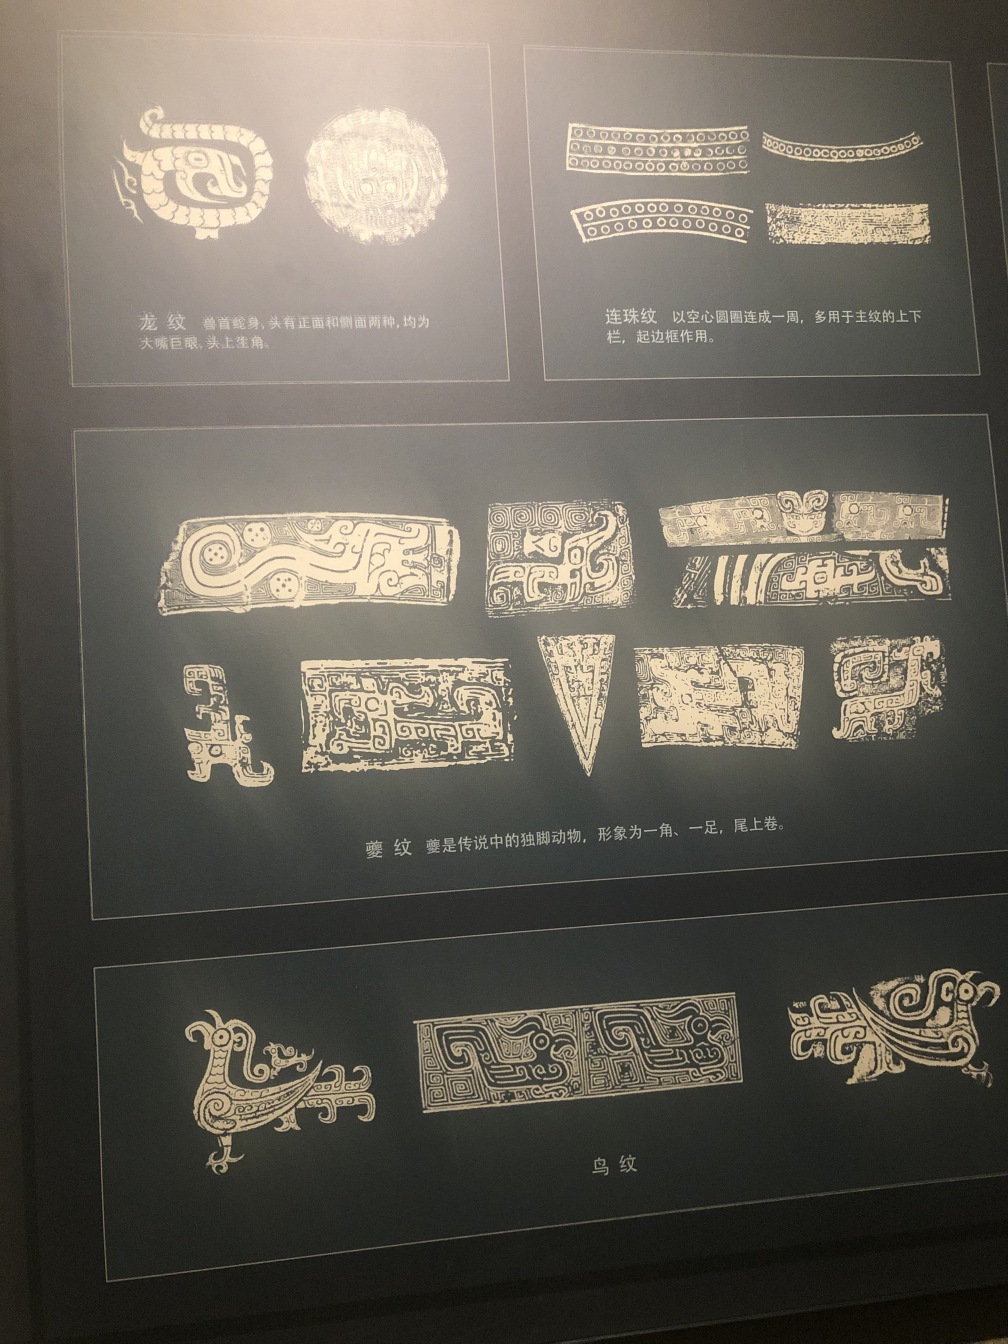 龙 纹 兽首蛇身,头有正面和侧面两种,均为
大嘴巨眼,头上生角。
连珠纹 以空心圆圈连成一周，多用于主纹的上下
栏，起边框作用。
夔 纹 夔是传说中的独脚动物，形象为一角、一足，尾上卷。
鸟 纹